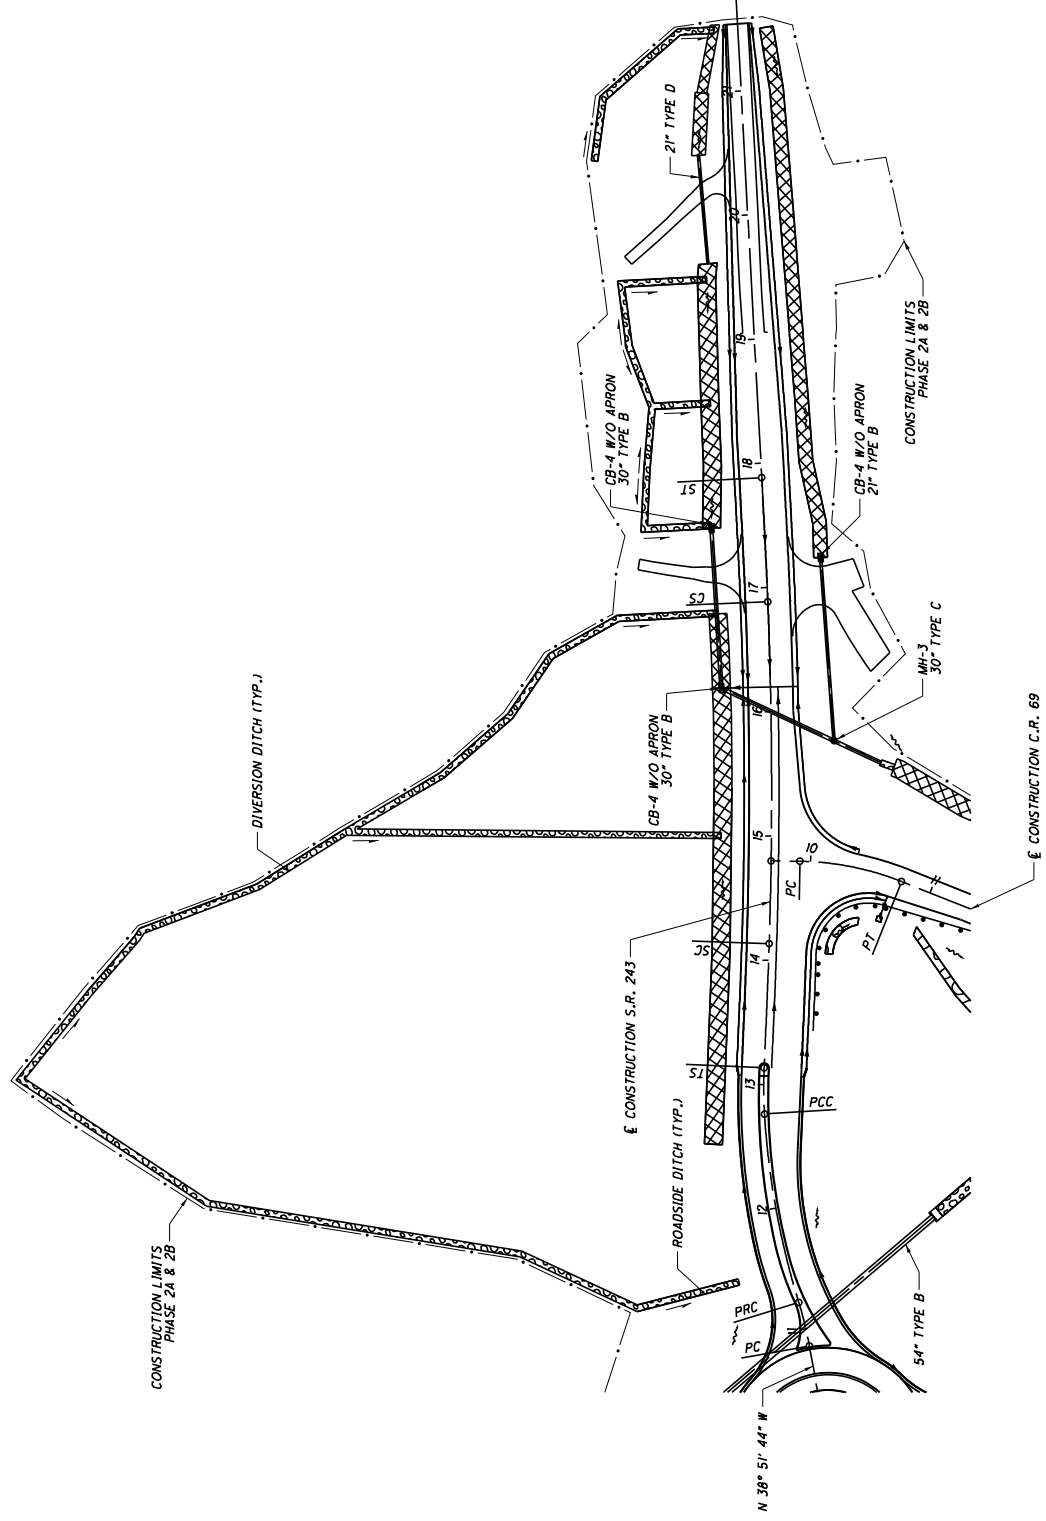 21" TYPE D
21
20
19
CB-4 W/O APRON
30" TYPE B
CONSTRUCTION LIMITS
PHASE 2A & 2B
CB-4 W/O APRON
21" TYPE B
18
ST
17
CS
MH-3
30" TYPE C
DIVERSION DITCH (TYP.)
CB-4 W/O APRON
30" TYPE B
16
℄ CONSTRUCTION C.R. 69
15
10
PC
PT
SC
14
℄ CONSTRUCTION S.R. 243
TS
13
PCC
ROADSIDE DITCH (TYP.)
12
CONSTRUCTION LIMITS
PHASE 2A & 2B
PRC
11
PC
54" TYPE B
N 38° 51' 44" W